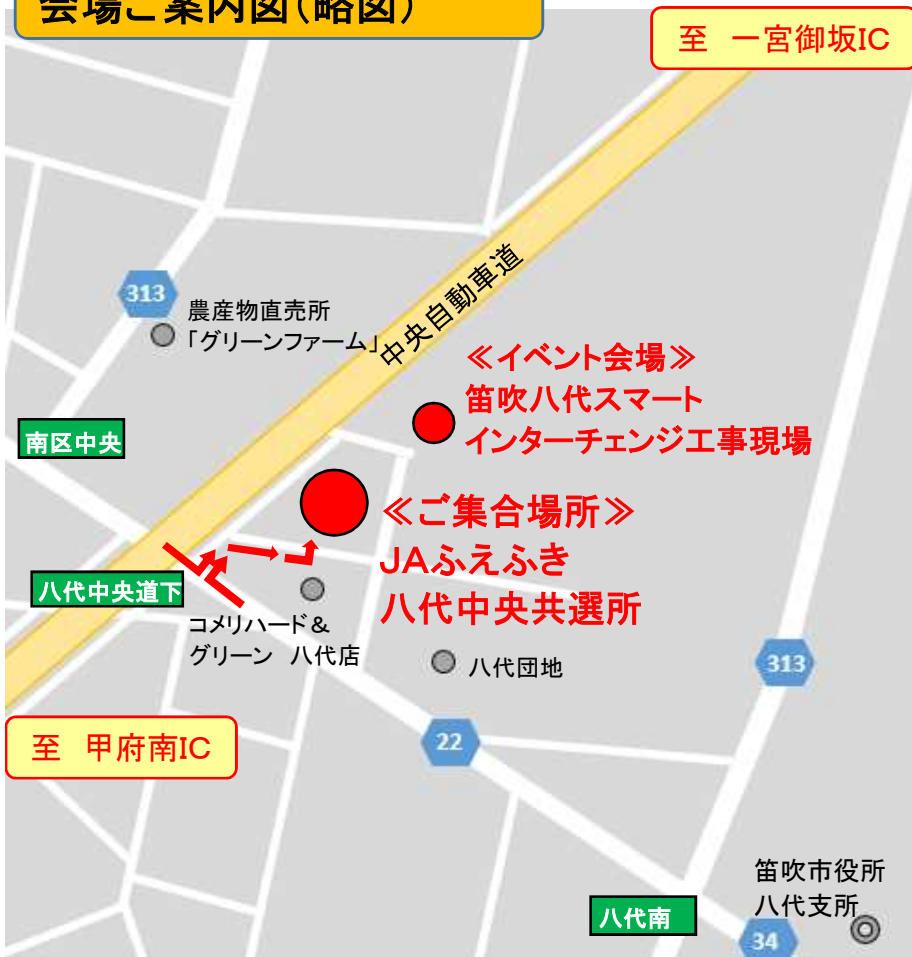 会場ご案内図(略図)
至 一宮御坂IC
313
農産物直売所
「グリーンファーム」
中央自動車道
≪イベント会場≫
笛吹八代スマート
インターチェンジ工事現場
南区中央
≪ご集合場所≫
JAふえふき
八代中央共選所
八代中央道下
コメリハード&
グリーン 八代店
八代団地
313
至 甲府南IC
22
笛吹市役所
八代支所
八代南
34